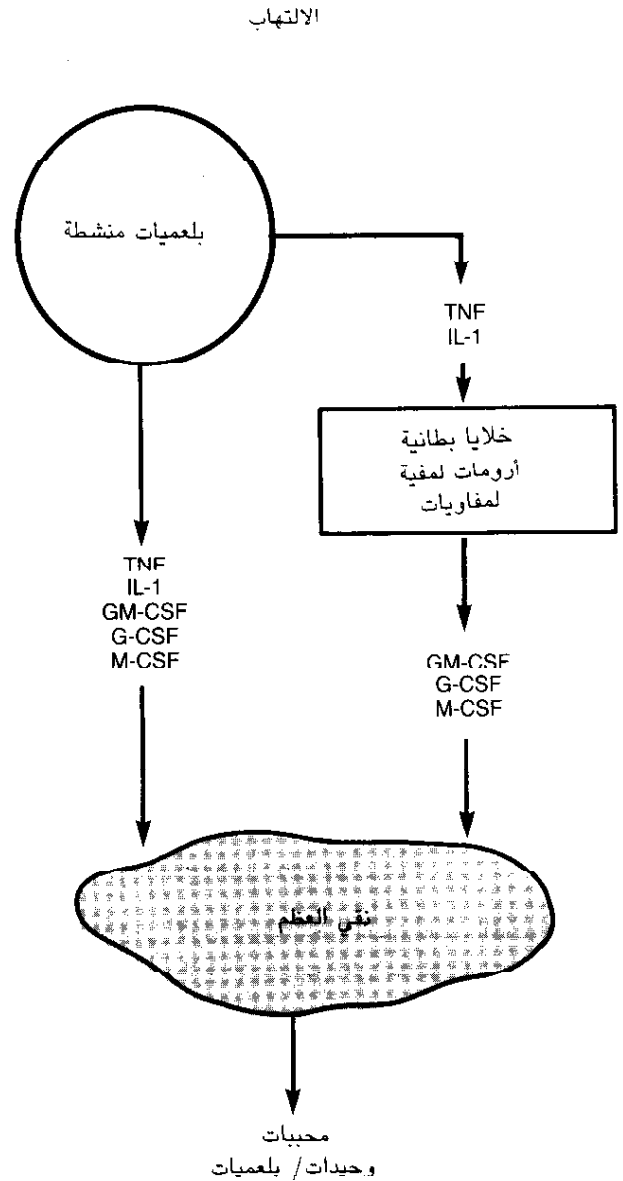 الالتهاب
بلعميات منشطة
TNF
IL-1
خلايا بطانية
أرومات لمفية
لمفاويات
TNF
IL-1
GM-CSF
G-CSF
M-CSF
GM-CSF
G-CSF
M-CSF
نقي العظم
محببات
وحيدات/ بلعميات